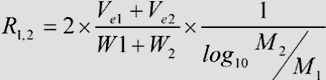 R₁,₂ = 2 × (Vₑ₁ + Vₑ₂)/(W1 + W₂) × 1/(log₁₀ M₂/M₁)